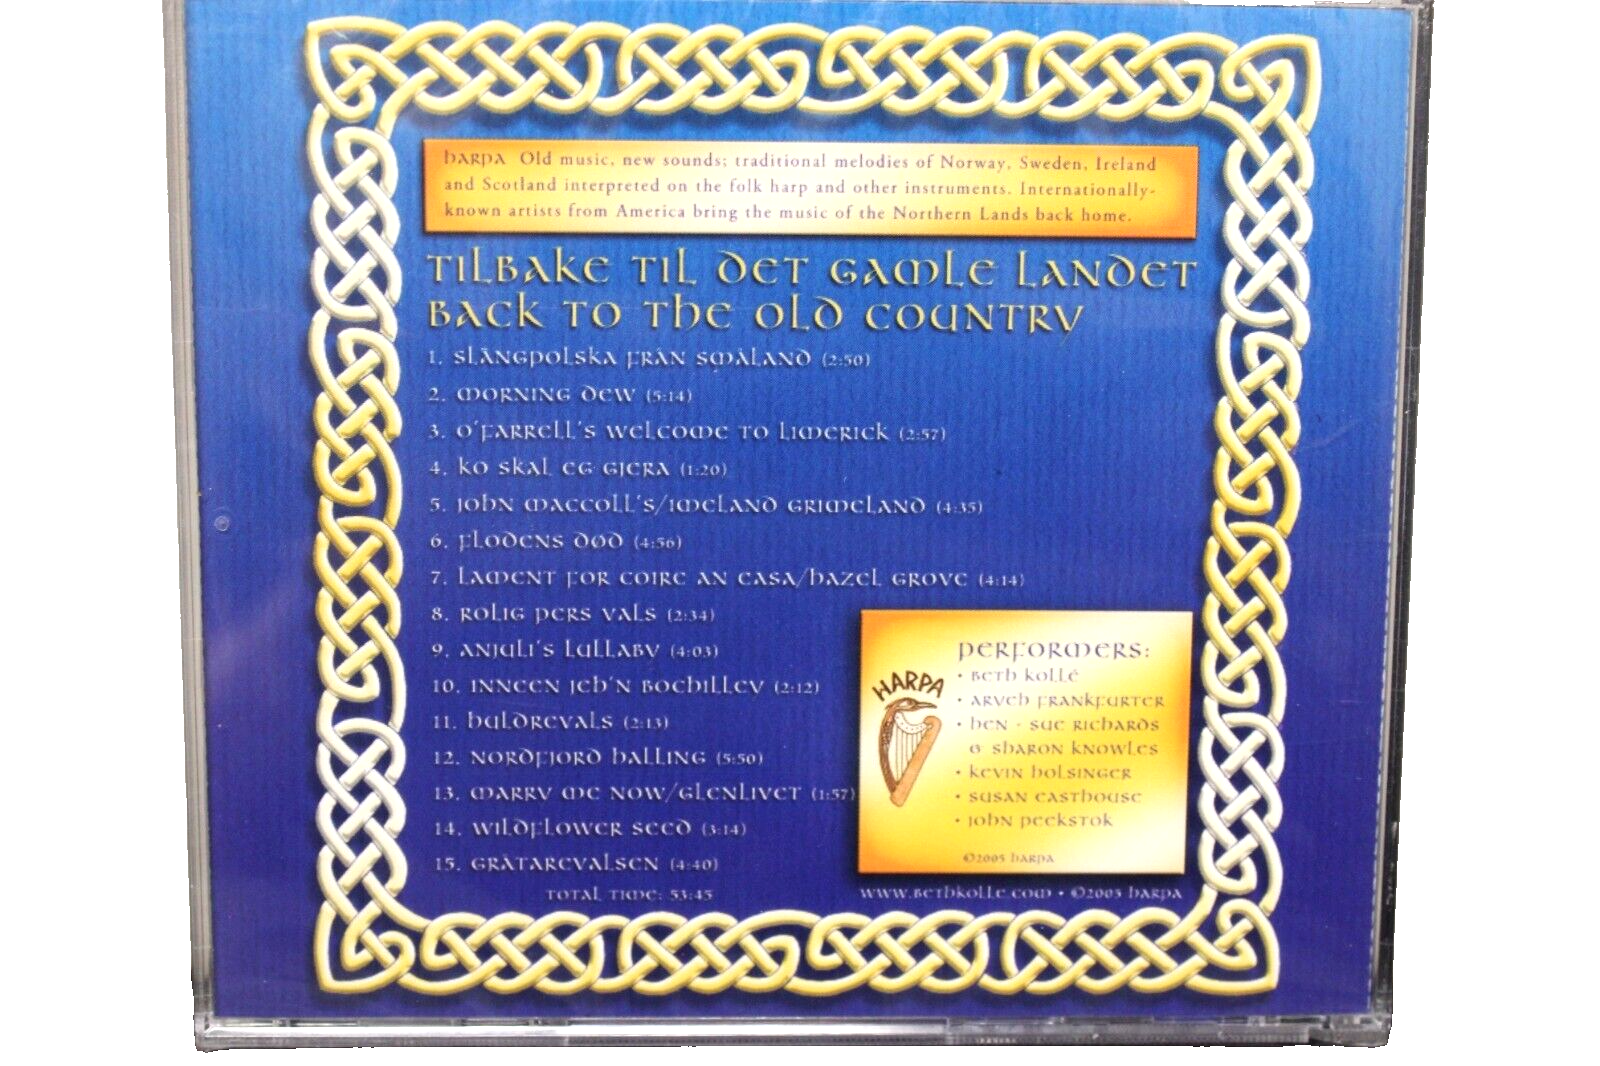 HARPA Old music, new sounds; traditional melodies of Norway, Sweden, Ireland
and Scotland interpreted on the folk harp and other instruments. Internationally-
known artists from America bring the music of the Northern Lands back home.
TILBAKE TIL DET GAMLE LANDET
BACK TO THE OLD COUNTRY
1. SLÄNGPOLSKA FRÅN SMÅLAND (2:50)
2. MORNING DEW (5:14)
3. O'FARRELL'S WELCOME TO LIMERICK (2:57)
4. KO SKAL EG GJERA (1:20)
5. JOHN MACCOLL'S/IMELAND GRIMELAND (4:35)
6. FLODENS DØD (4:56)
7. LAMENT FOR COIRE AN EASA/HAZEL GROVE (4:14)
8. ROLIG PERS VALS (2:34)
9. ANJULI'S LULLABY (4:03)
10. INNEEN JEH'N BOEHILLEY (2:12)
11. HULDREVALS (2:13)
12. NORDFJORD HALLING (5:50)
13. MARRY ME NOW/GLENLIVET (1:57)
14. WILDFLOWER SEED (3:14)
15. GRÅTAREVALSEN (4:40)
TOTAL TIME: 53:45
HARPA
PERFORMERS:
• BETH KOLLÉ
• ARYEH FRANKFURTER
• HEN - SUE RICHARDS
& SHARON KNOWLES
• KEVIN HOLSINGER
• SUSAN EASTHOUSE
• JOHN PEEKSTOK
©2005 HARPA
WWW.BETHKOLLE.COM • ©2005 HARPA